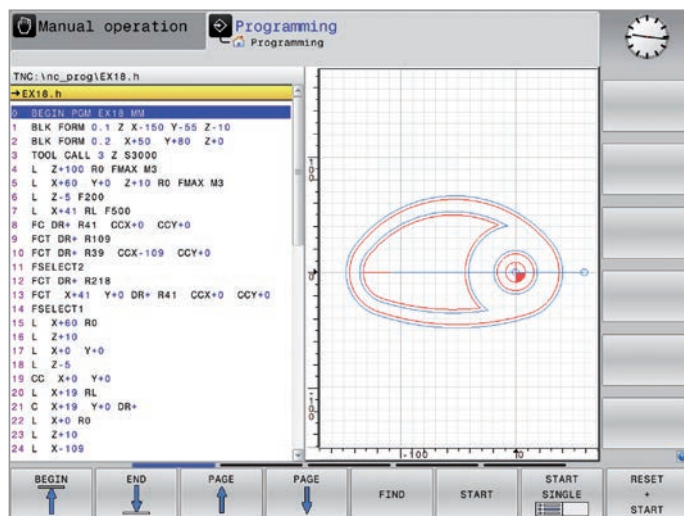 Manual operation
Programming
Programming
TNC:\nc_prog\EX18.h
→EX18.h
0 BEGIN PGM EX18 MM
1 BLK FORM 0.1 Z X-150 Y-55 Z-10
2 BLK FORM 0.2 X+50 Y+80 Z+0
3 TOOL CALL 3 Z S3000
4 L Z+100 R0 FMAX M3
5 L X+60 Y+0 Z+10 R0 FMAX M3
6 L Z-5 F200
7 L X+41 RL F500
8 FC DR+ R41 CCX+0 CCY+0
9 FCT DR+ R109
10 FCT DR+ R39 CCX-109 CCY+0
11 FSELECT2
12 FCT DR+ R218
13 FCT X+41 Y+0 DR+ R41 CCX+0 CCY+0
14 FSELECT1
15 L X+60 R0
16 L Z+10
17 L X+0 Y+0
18 L Z-5
19 CC X+0 Y+0
20 L X+19 RL
21 C X+19 Y+0 DR+
22 L X+0 R0
23 L Z+10
24 L X-109
100
0
-100
-100
0
BEGIN
END
PAGE
PAGE
FIND
START
START SINGLE
RESET + START